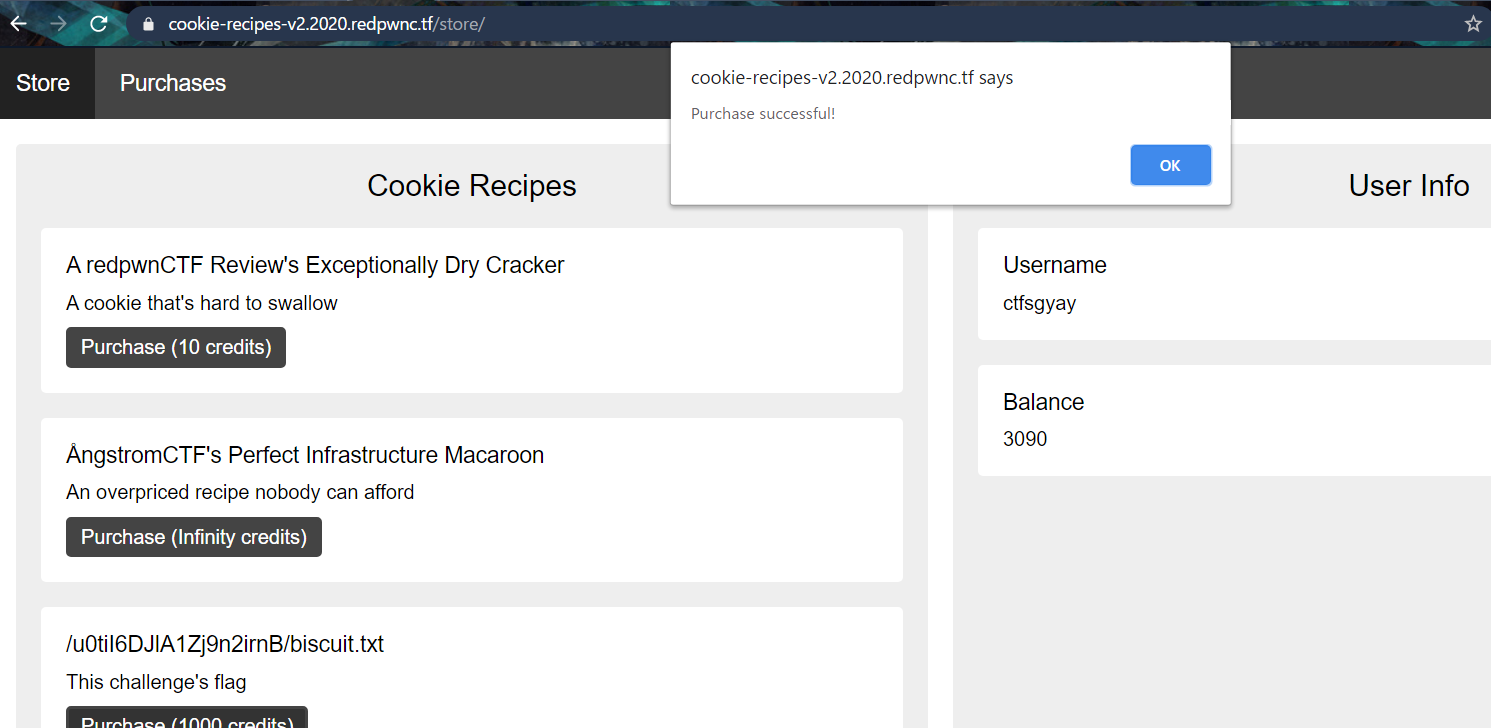 cookie-recipes-v2.2020.redpwnc.tf/store/
Store
Purchases
cookie-recipes-v2.2020.redpwnc.tf says
Purchase successful!
OK
Cookie Recipes
A redpwnCTF Review's Exceptionally Dry Cracker
A cookie that's hard to swallow
Purchase (10 credits)
ÅngstromCTF's Perfect Infrastructure Macaroon
An overpriced recipe nobody can afford
Purchase (Infinity credits)
/u0tiI6DJlA1Zj9n2irnB/biscuit.txt
This challenge's flag
Purchase (1000 credits)
User Info
Username
ctfsgyay
Balance
3090